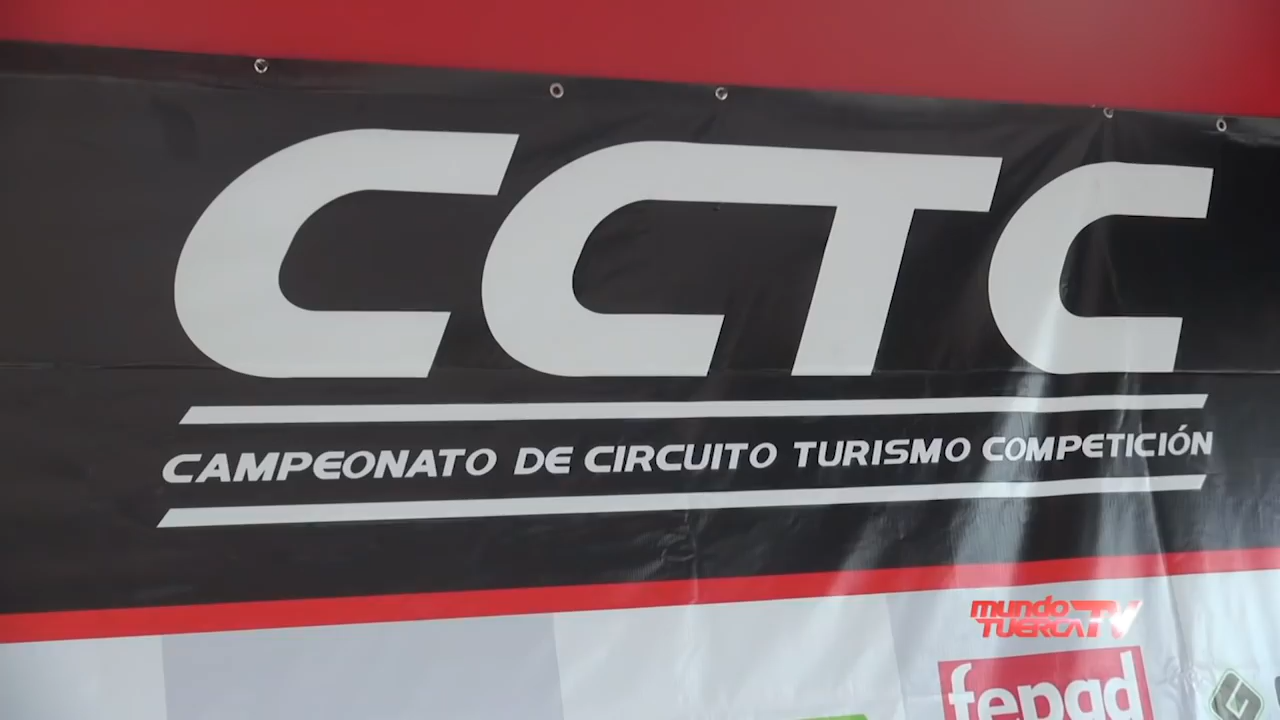 CCTC
CAMPEONATO DE CIRCUITO TURISMO COMPETICIÓN
mundo
TUERCA TV
fepad